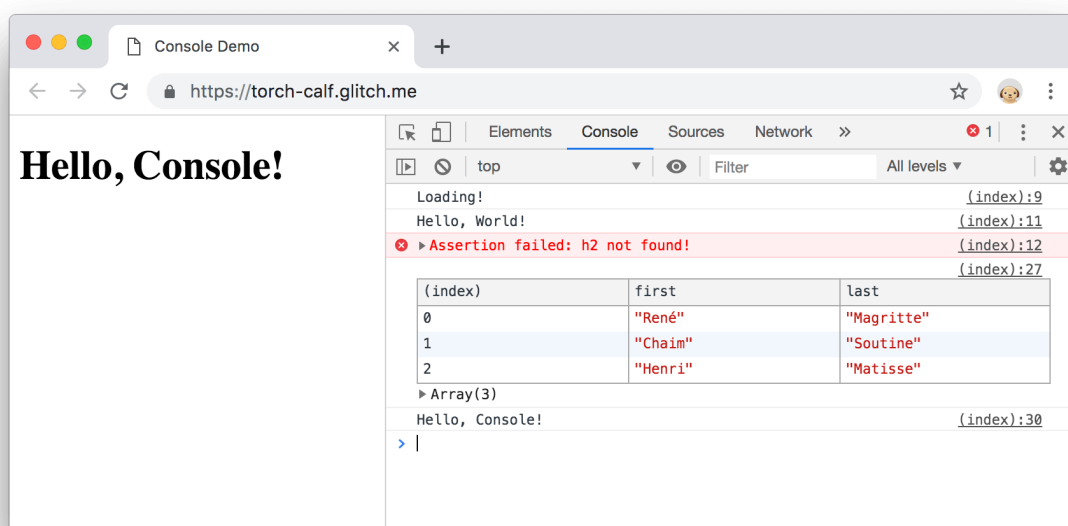 Console Demo
https://torch-calf.glitch.me
Hello, Console!
Elements Console Sources Network » 1
top Filter All levels
Loading! (index):9
Hello, World! (index):11
Assertion failed: h2 not found! (index):12
(index):27
(index) first last
0 "René" "Magritte"
1 "Chaim" "Soutine"
2 "Henri" "Matisse"
Array(3)
Hello, Console! (index):30
>